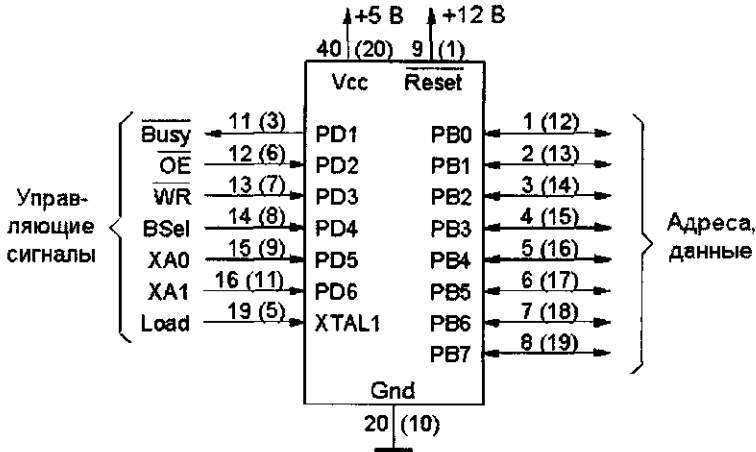 +5 В +12 В
40 (20) 9 (1)
Vcc Reset
Busy 11 (3) PD1 PB0 1 (12)
OE 12 (6) PD2 PB1 2 (13)
WR 13 (7) PD3 PB2 3 (14)
BSel 14 (8) PD4 PB3 4 (15)
XA0 15 (9) PD5 PB4 5 (16)
XA1 16 (11) PD6 PB5 6 (17)
Load 19 (5) XTAL1 PB6 7 (18)
PB7 8 (19)
Управ-
ляющие
сигналы
Адреса,
данные
Gnd
20 (10)